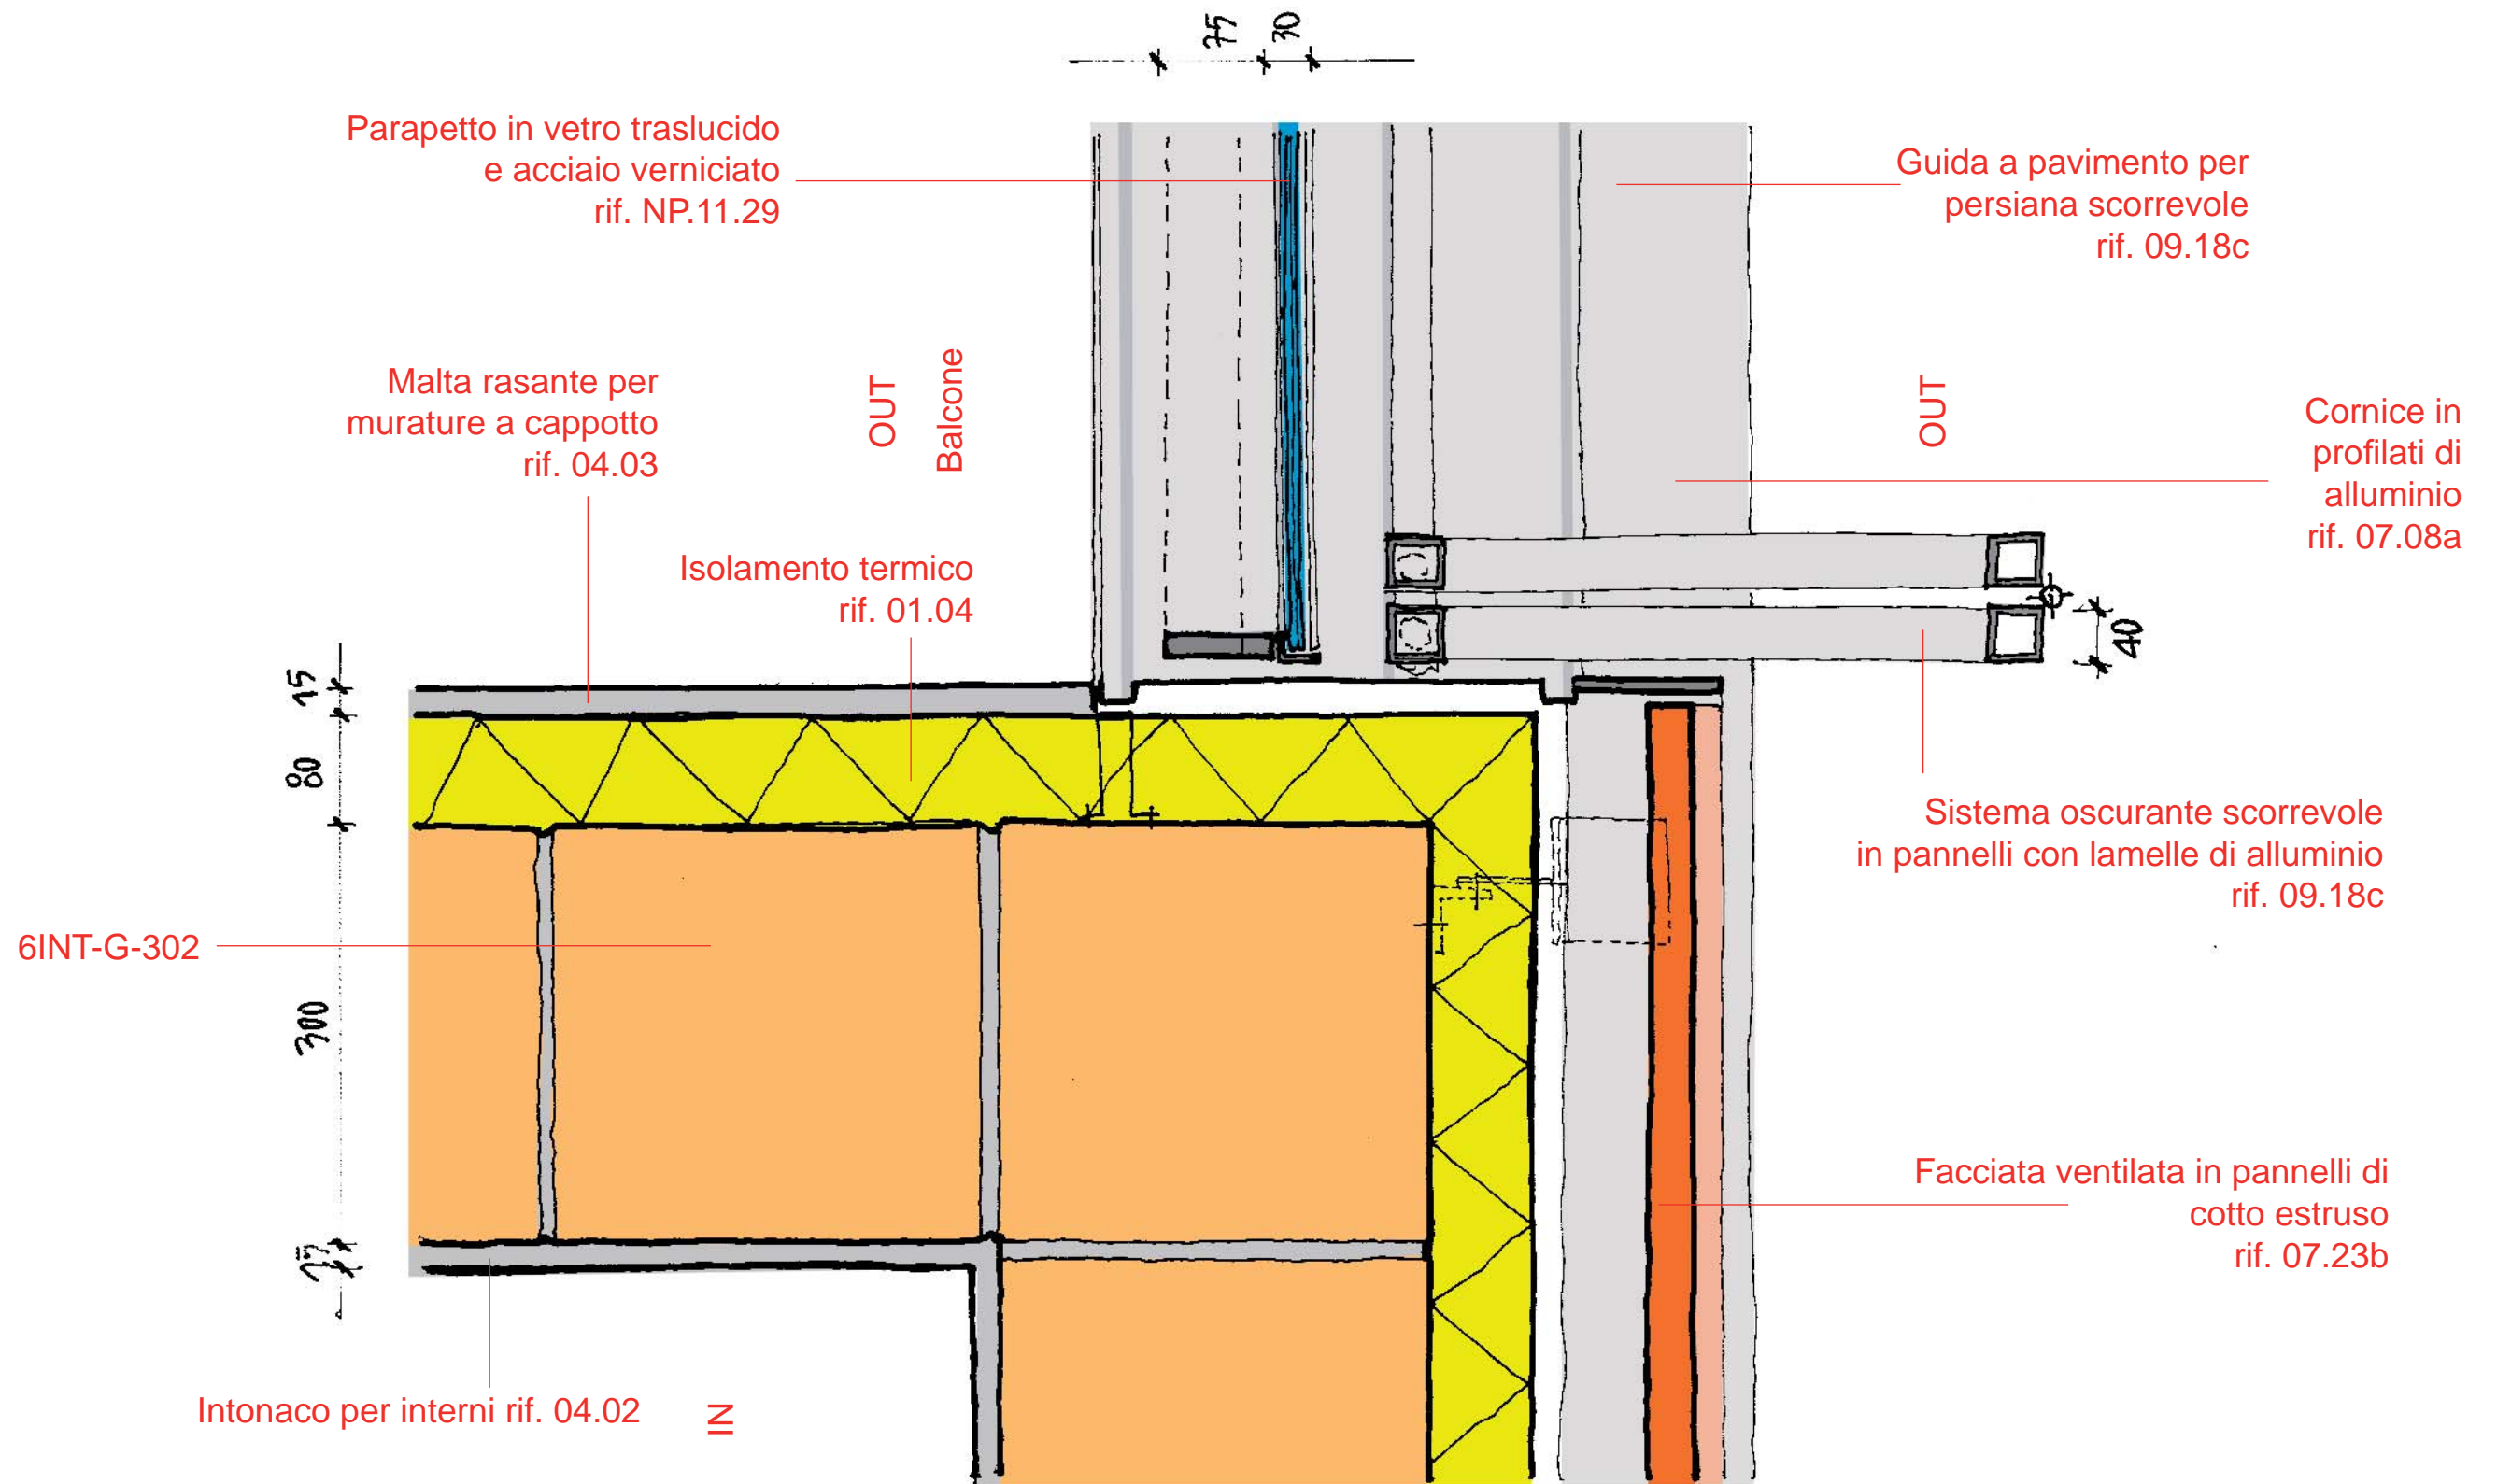 75
30
Parapetto in vetro traslucido
e acciaio verniciato
rif. NP.11.29
Guida a pavimento per
persiana scorrevole
rif. 09.18c
Malta rasante per
murature a cappotto
rif. 04.03
OUT
Balcone
OUT
Cornice in
profilati di
alluminio
rif. 07.08a
Isolamento termico
rif. 01.04
40
15
80
300
15
Sistema oscurante scorrevole
in pannelli con lamelle di alluminio
rif. 09.18c
6INT-G-302
Facciata ventilata in pannelli di
cotto estruso
rif. 07.23b
Intonaco per interni rif. 04.02
IN